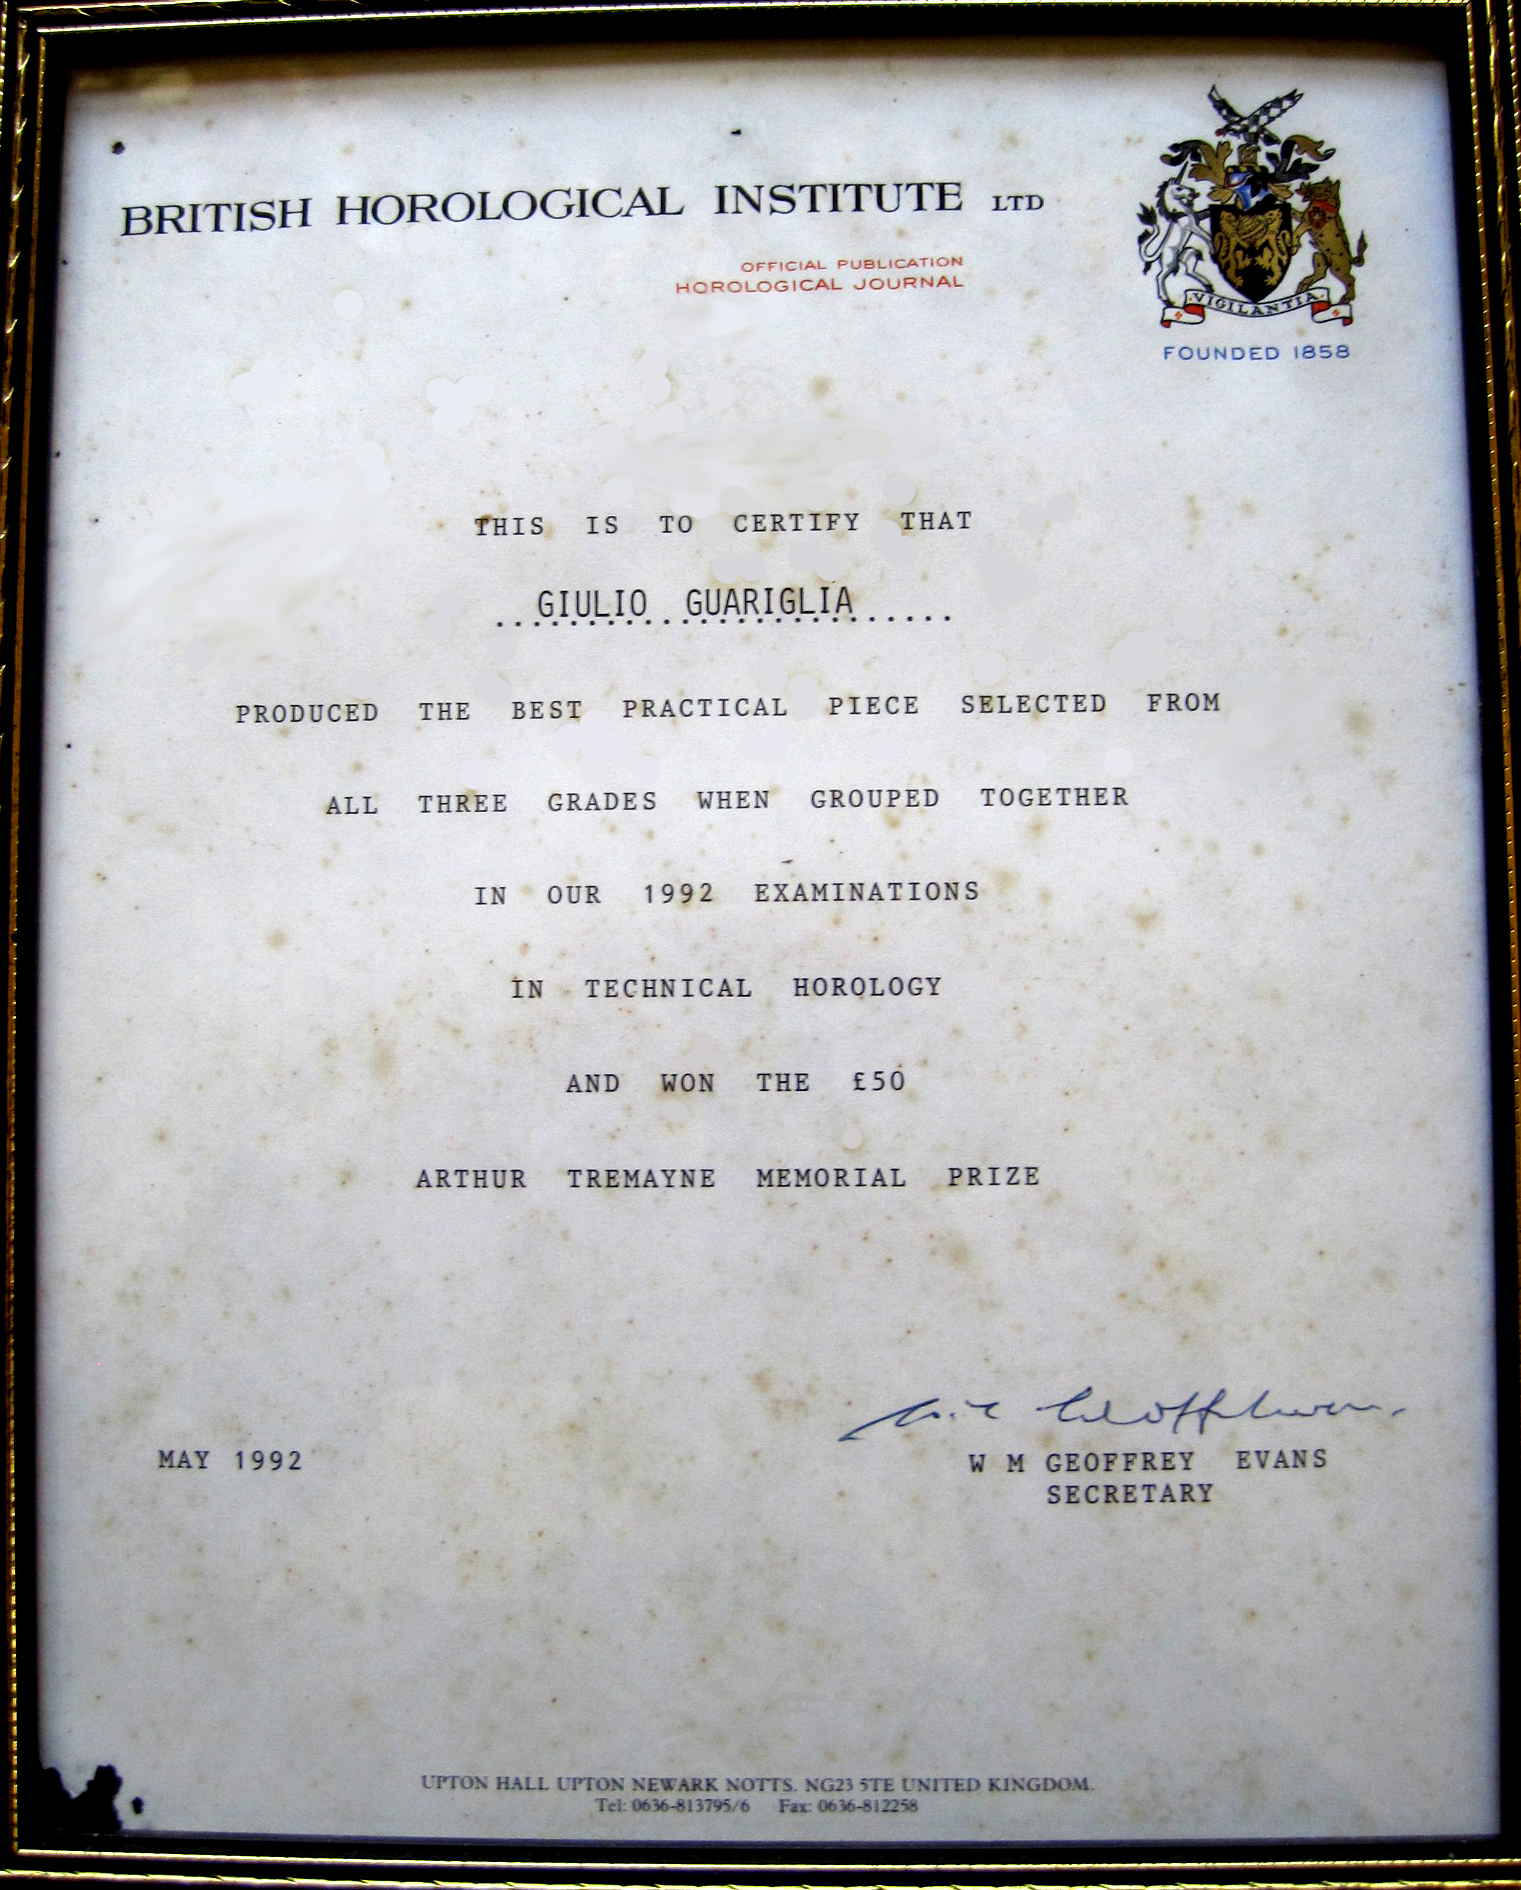 BRITISH HOROLOGICAL INSTITUTE LTD
OFFICIAL PUBLICATION
HOROLOGICAL JOURNAL
VIGILANTIA
FOUNDED 1858
THIS IS TO CERTIFY THAT
GIULIO GUARIGLIA
PRODUCED THE BEST PRACTICAL PIECE SELECTED FROM
ALL THREE GRADES WHEN GROUPED TOGETHER
IN OUR 1992 EXAMINATIONS
IN TECHNICAL HOROLOGY
AND WON THE £50
ARTHUR TREMAYNE MEMORIAL PRIZE
MAY 1992
W M GEOFFREY EVANS
SECRETARY
UPTON HALL UPTON NEWARK NOTTS. NG23 5TE UNITED KINGDOM.
Tel: 0636-813795/6 Fax: 0636-812258